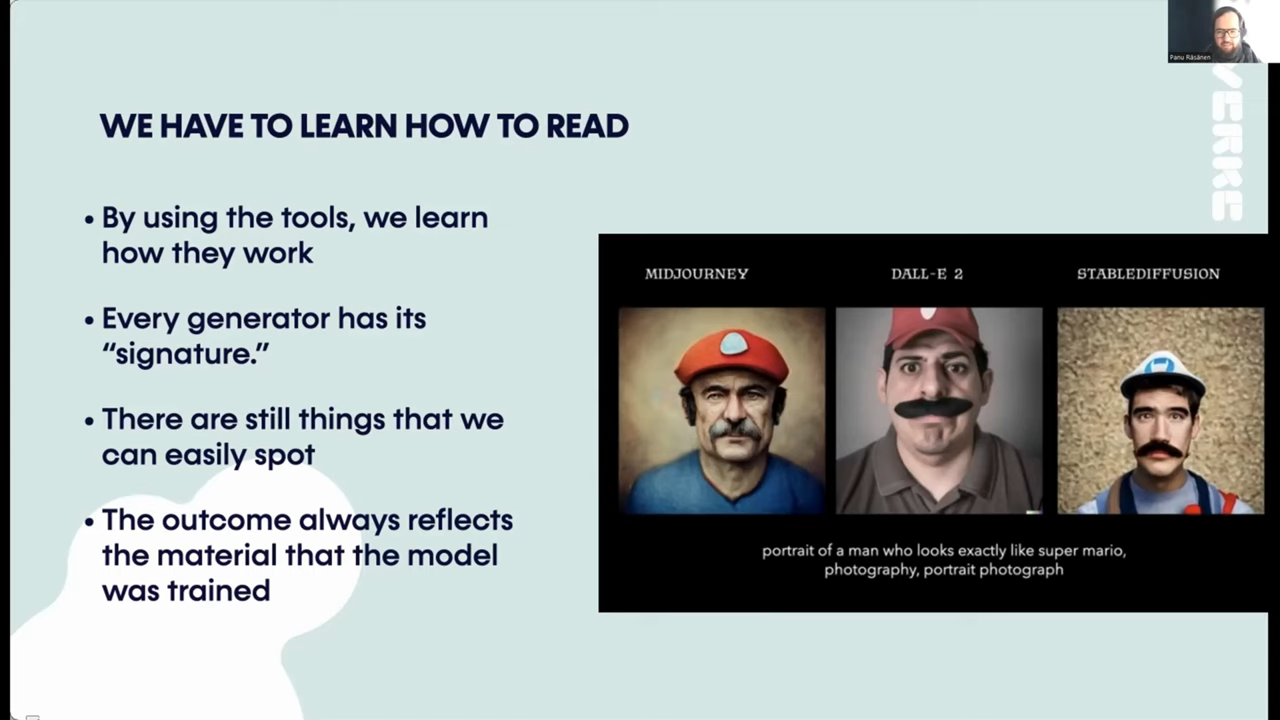 WE HAVE TO LEARN HOW TO READ
• By using the tools, we learn
how they work
• Every generator has its
“signature.”
• There are still things that we
can easily spot
• The outcome always reflects
the material that the model
was trained
MIDJOURNEY
DALL-E 2
STABLEDIFFUSION
portrait of a man who looks exactly like super mario,
photography, portrait photograph
Panu Räsänen
VERKE